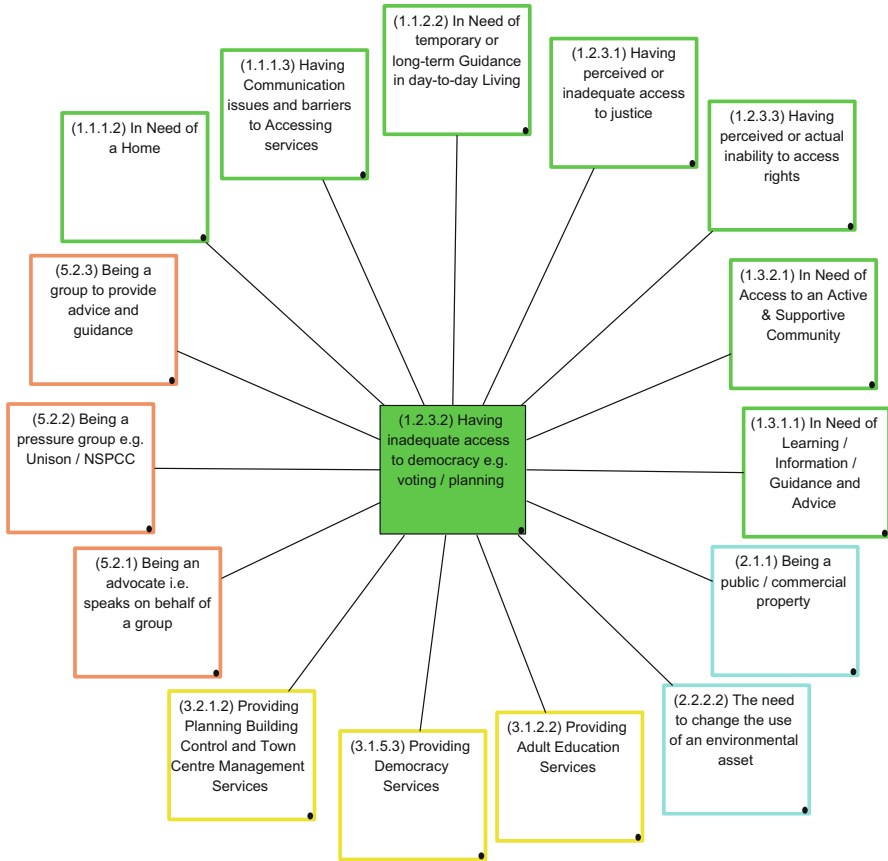 (1.1.2.2) In Need of
temporary or
long-term Guidance
in day-to-day Living
(1.1.1.3) Having
Communication
issues and barriers
to Accessing
services
(1.2.3.1) Having
perceived or
inadequate access
to justice
(1.1.1.2) In Need of
a Home
(1.2.3.3) Having
perceived or actual
inability to access
rights
(5.2.3) Being a
group to provide
advice and
guidance
(1.3.2.1) In Need of
Access to an Active
& Supportive
Community
(5.2.2) Being a
pressure group e.g.
Unison / NSPCC
(1.2.3.2) Having
inadequate access
to democracy e.g.
voting / planning
(1.3.1.1) In Need of
Learning /
Information /
Guidance and
Advice
(5.2.1) Being an
advocate i.e.
speaks on behalf of
a group
(2.1.1) Being a
public / commercial
property
(3.2.1.2) Providing
Planning Building
Control and Town
Centre Management
Services
(3.1.5.3) Providing
Democracy
Services
(3.1.2.2) Providing
Adult Education
Services
(2.2.2.2) The need
to change the use
of an environmental
asset